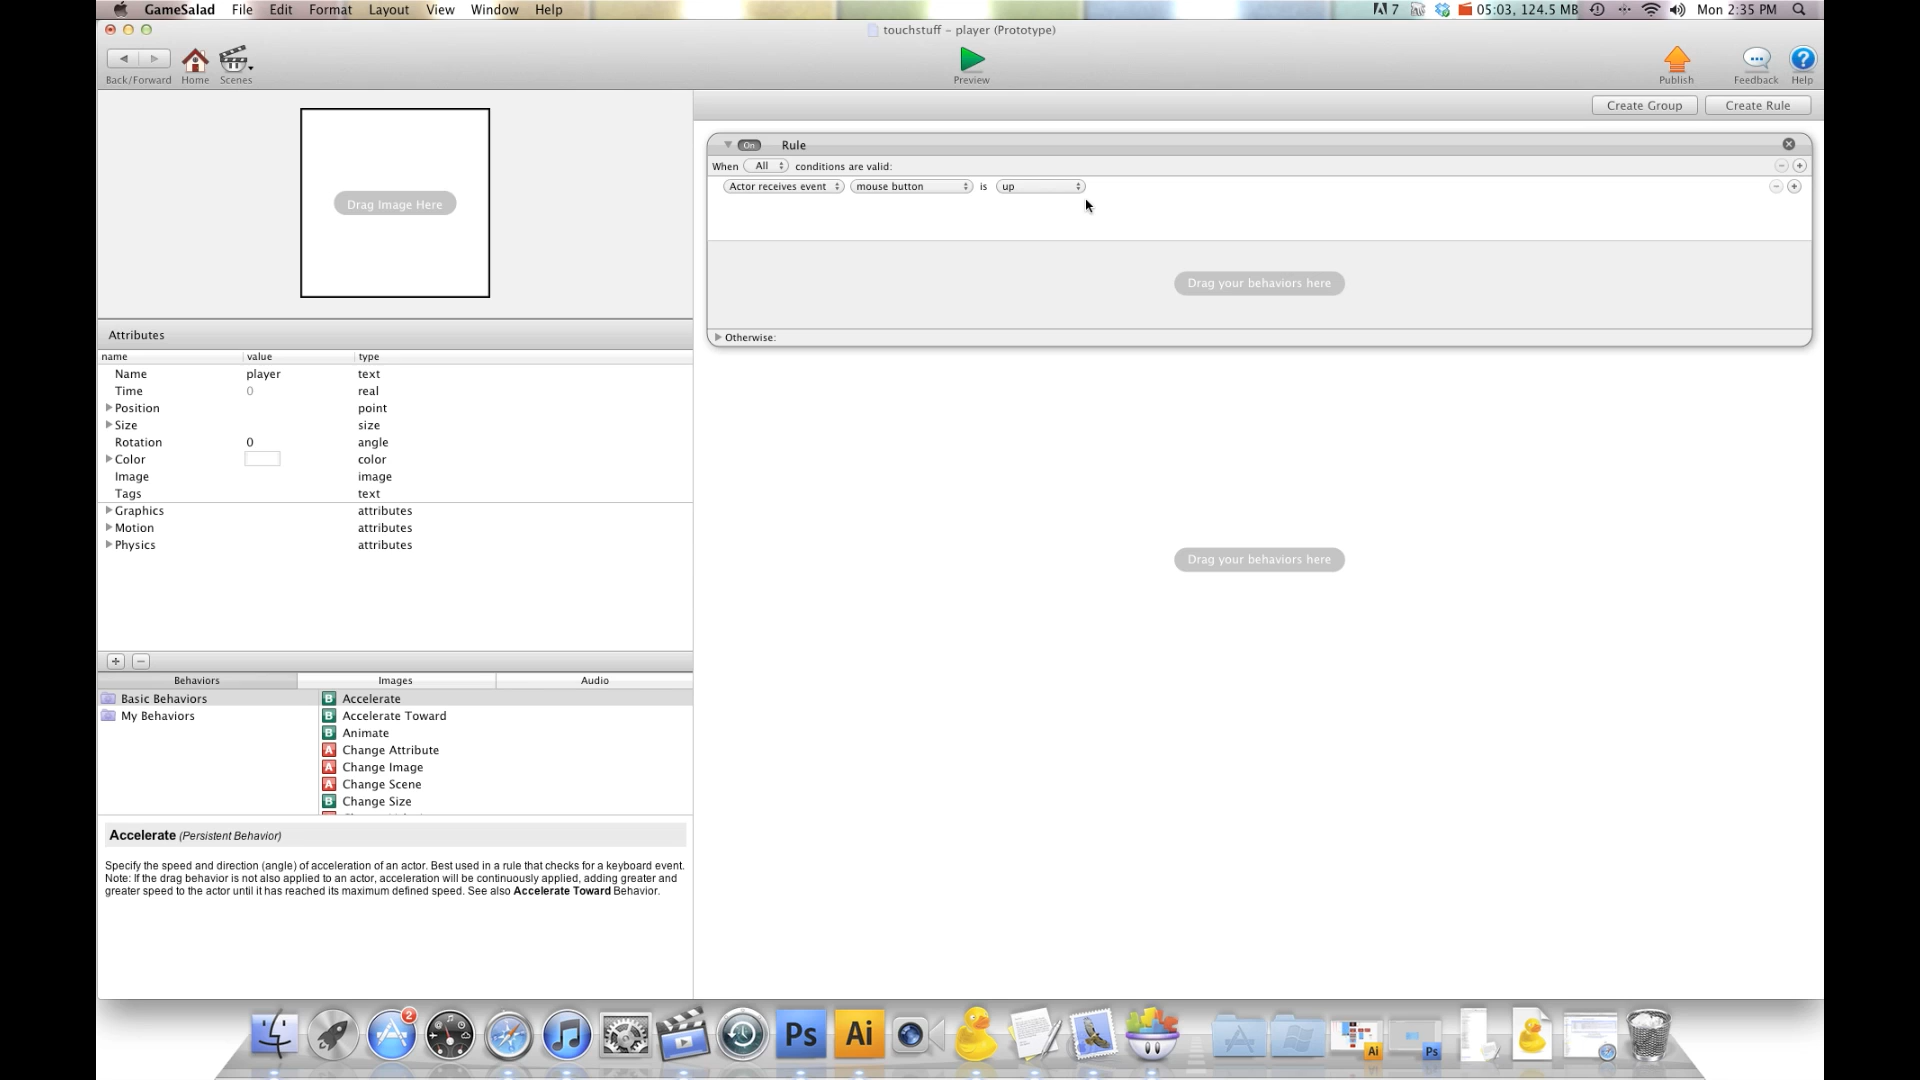 GameSalad File Edit Format Layout View Window Help
7 05:03, 124.5 MB Mon 2:35 PM
touchstuff – player (Prototype)
Back/Forward Home Scenes Preview Publish Feedback Help
Create Group Create Rule
Drag Image Here
On Rule
When All conditions are valid:
Actor receives event mouse button is up
Drag your behaviors here
Otherwise:
Attributes
name value type
Name player text
Time 0 real
Position point
Size size
Rotation 0 angle
Color color
Image image
Tags text
Graphics attributes
Motion attributes
Physics attributes
Drag your behaviors here
Behaviors Images Audio
Basic Behaviors
My Behaviors
B Accelerate
B Accelerate Toward
B Animate
A Change Attribute
A Change Image
A Change Scene
B Change Size
Accelerate (Persistent Behavior)
Specify the speed and direction (angle) of acceleration of an actor. Best used in a rule that checks for a keyboard event.
Note: If the drag behavior is not also applied to an actor, acceleration will be continuously applied, adding greater and
greater speed to the actor until it has reached its maximum defined speed. See also Accelerate Toward Behavior.
2
Ps Ai Ai Ps